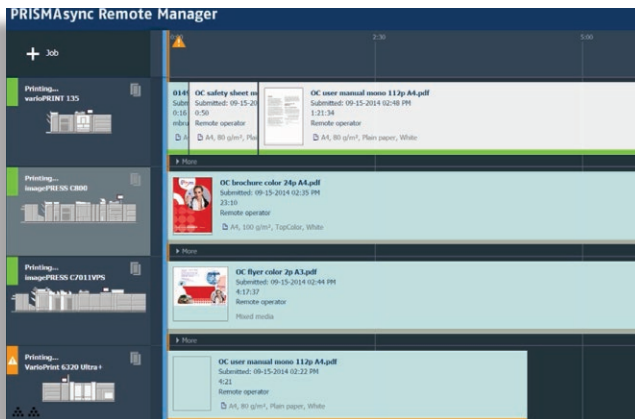 PRISMAsync Remote Manager
+ Job
0:00
2:30
5:00
Printing...
varioPRINT 135
OC safety sheet m
Submitted: 09-15-20
0:50
Remote operator
A4, 80 g/m², Plai
OC user manual mono 112p A4.pdf
Submitted: 09-15-2014 02:48 PM
1:21:34
Remote operator
A4, 80 g/m², Plain paper, White
More
Printing...
imagePRESS C800
OC brochure color 24p A4.pdf
Submitted: 09-15-2014 02:35 PM
23:10
Remote operator
A4, 100 g/m², TopColor, White
More
Printing...
imagePRESS C7011VPS
OC flyer color 2p A3.pdf
Submitted: 09-15-2014 02:44 PM
4:17:37
Remote operator
Mixed media
More
Printing...
VarioPrint 6320 Ultra+
OC user manual mono 112p A4.pdf
Submitted: 09-15-2014 02:22 PM
4:21
Remote operator
A4, 80 g/m², Plain paper, White